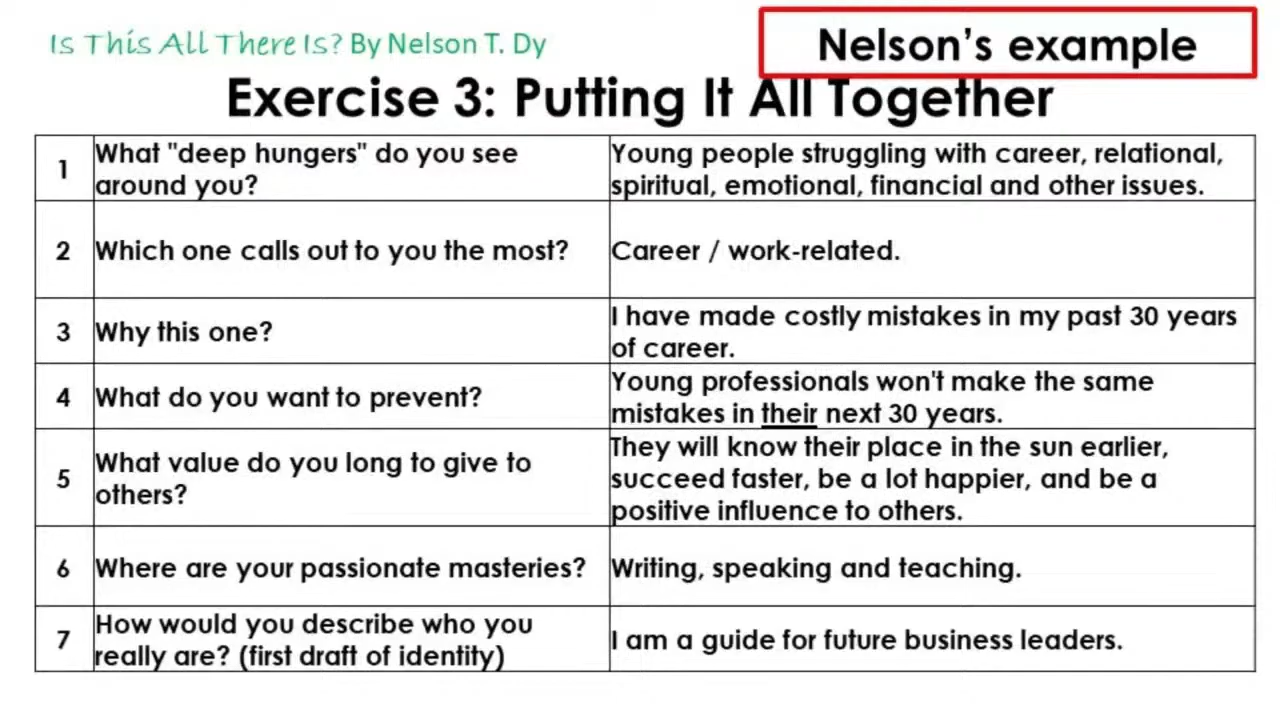 Is This All There Is? By Nelson T. Dy
Nelson's example
Exercise 3: Putting It All Together
1
What "deep hungers" do you see
around you?
Young people struggling with career, relational,
spiritual, emotional, financial and other issues.
2
Which one calls out to you the most?
Career / work-related.
3
Why this one?
I have made costly mistakes in my past 30 years
of career.
4
What do you want to prevent?
Young professionals won't make the same
mistakes in their next 30 years.
5
What value do you long to give to
others?
They will know their place in the sun earlier,
succeed faster, be a lot happier, and be a
positive influence to others.
6
Where are your passionate masteries?
Writing, speaking and teaching.
7
How would you describe who you
really are? (first draft of identity)
I am a guide for future business leaders.